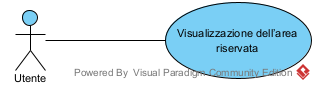 Visualizzazione dell'area
riservata
Utente
Powered By Visual Paradigm Community Edition